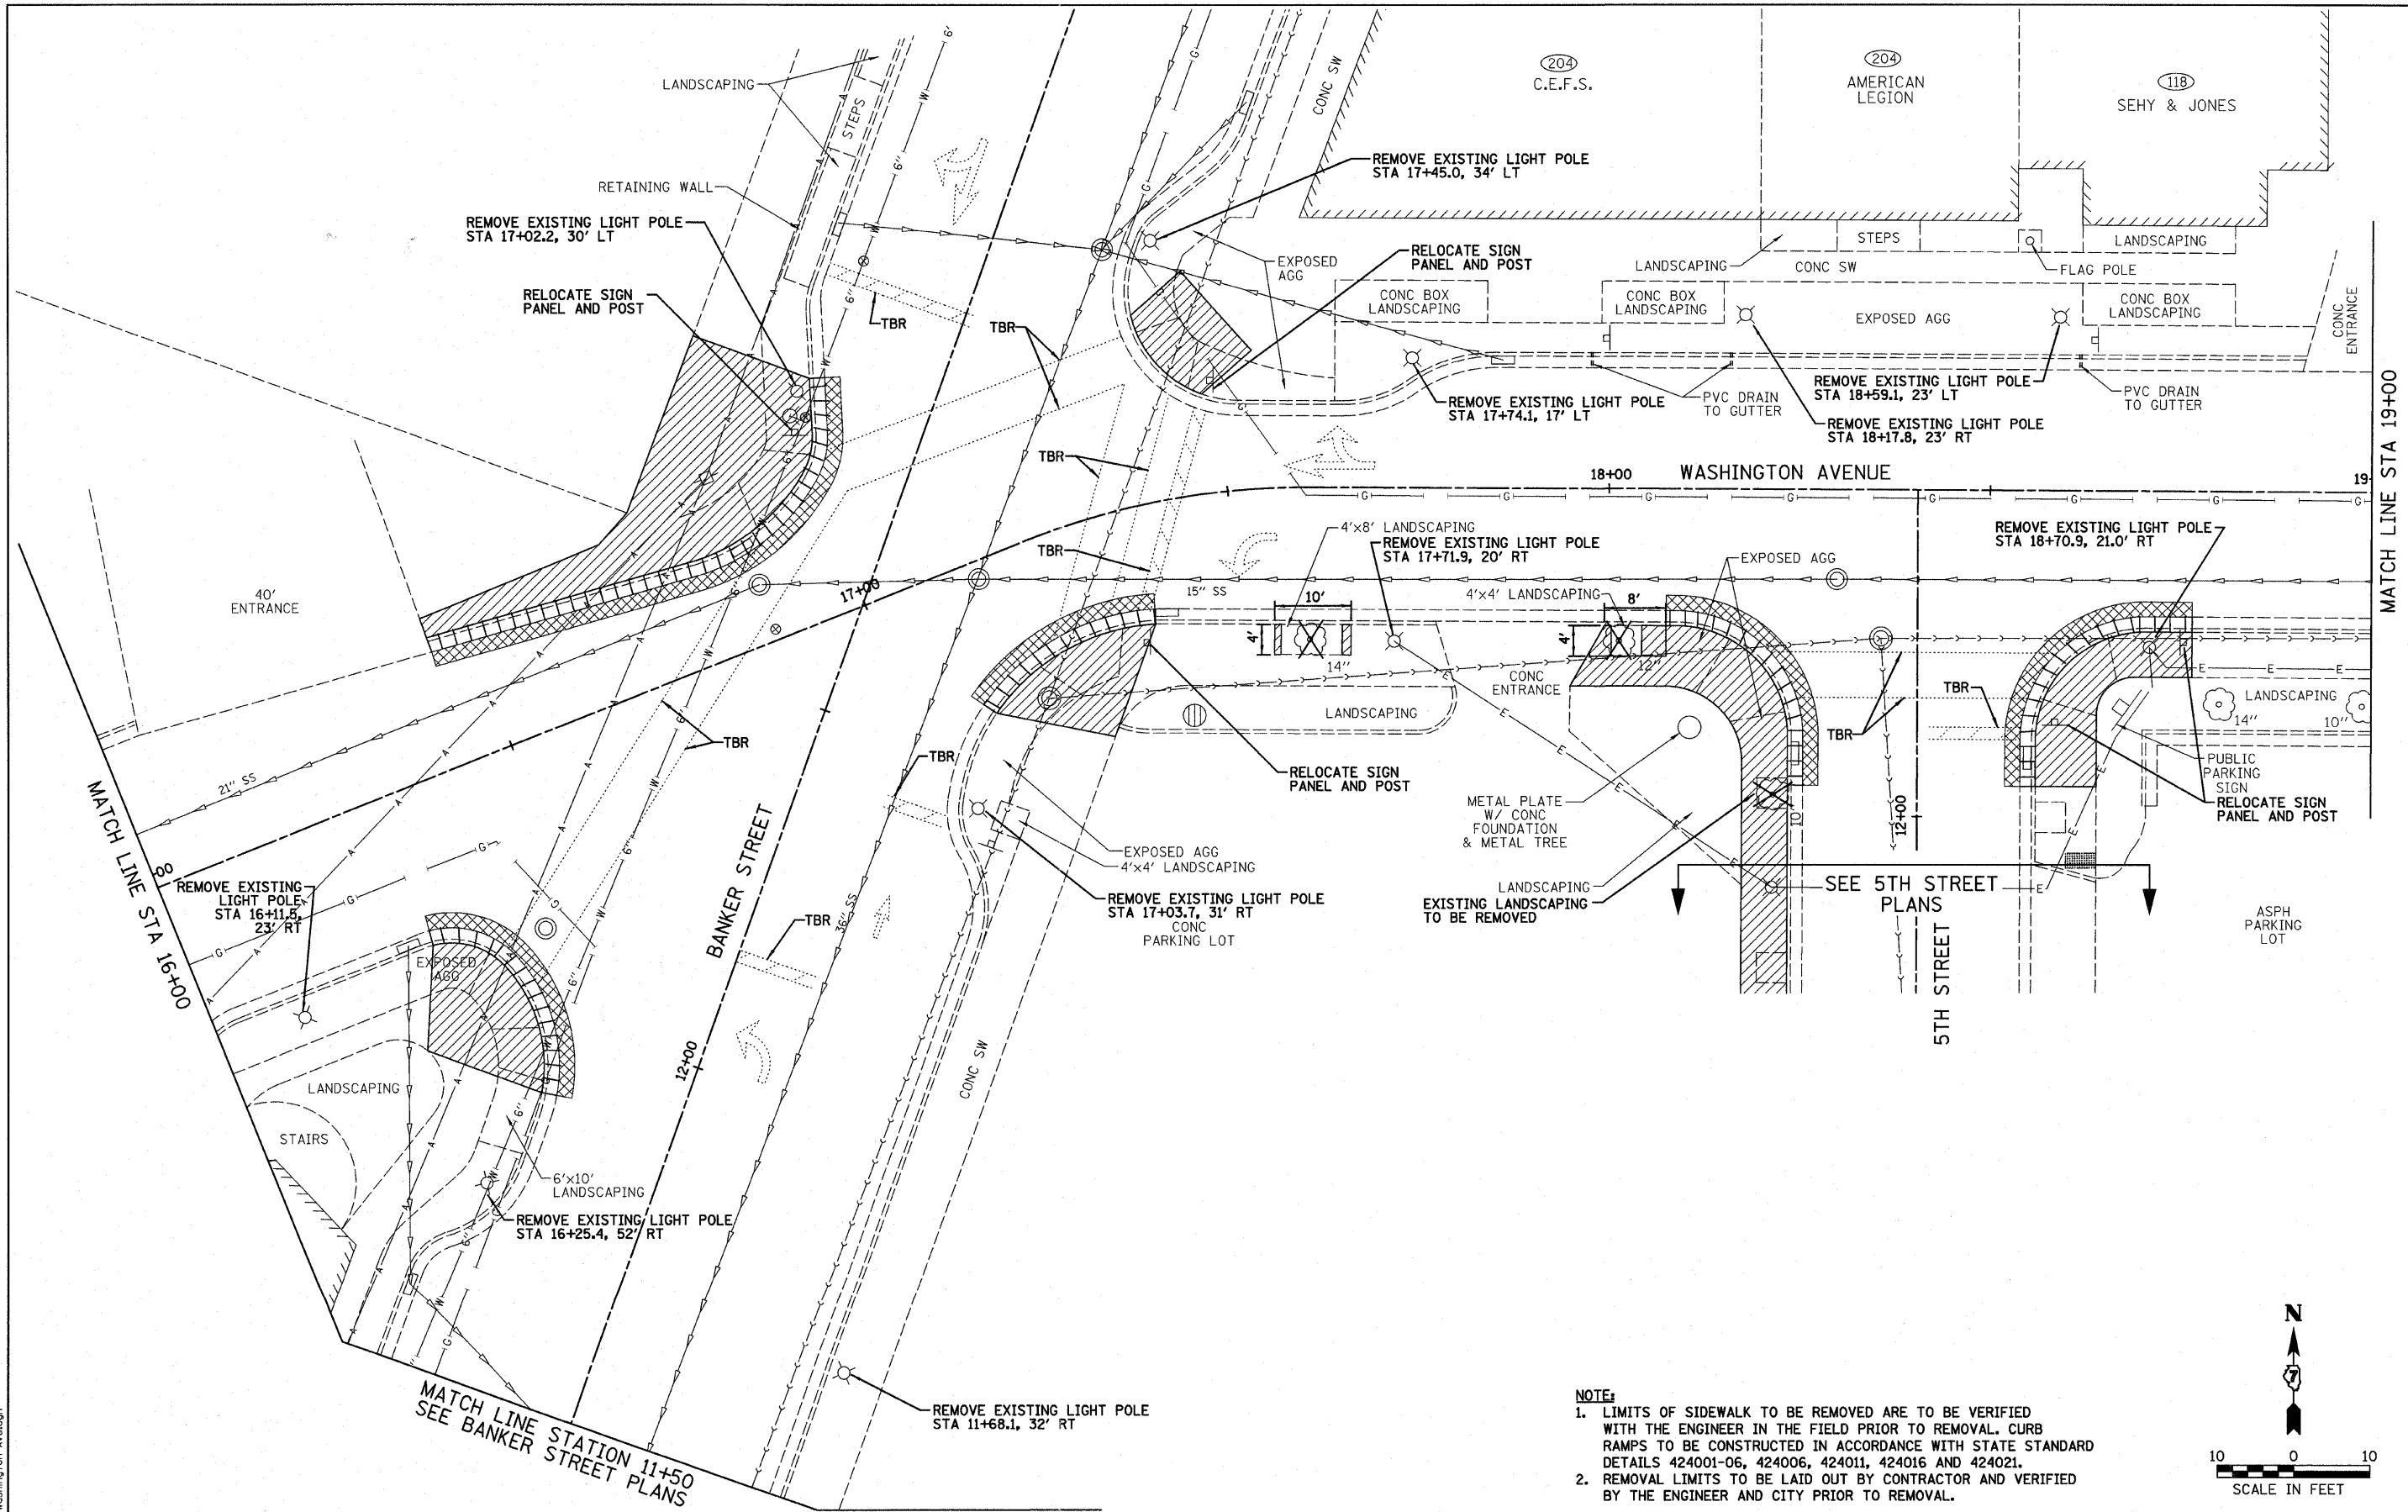 LANDSCAPING
STEPS
CONC SW
204
C.E.F.S.
204
AMERICAN
LEGION
118
SEHY & JONES
RETAINING WALL
REMOVE EXISTING LIGHT POLE
STA 17+02.2, 30' LT
RELOCATE SIGN
PANEL AND POST
TBR
TBR
REMOVE EXISTING LIGHT POLE
STA 17+45.0, 34' LT
EXPOSED
AGG
RELOCATE SIGN
PANEL AND POST
STEPS
LANDSCAPING
LANDSCAPING
CONC SW
FLAG POLE
CONC BOX
LANDSCAPING
CONC BOX
LANDSCAPING
EXPOSED AGG
CONC BOX
LANDSCAPING
CONC
ENTRANCE
REMOVE EXISTING LIGHT POLE
STA 17+74.1, 17' LT
PVC DRAIN
TO GUTTER
REMOVE EXISTING LIGHT POLE
STA 18+59.1, 23' LT
REMOVE EXISTING LIGHT POLE
STA 18+17.8, 23' RT
PVC DRAIN
TO GUTTER
MATCH LINE STA 19+00
TBR
18+00
WASHINGTON AVENUE
19
TBR
4'x8' LANDSCAPING
REMOVE EXISTING LIGHT POLE
STA 17+71.9, 20' RT
REMOVE EXISTING LIGHT POLE
STA 18+70.9, 21.0' RT
EXPOSED AGG
40'
ENTRANCE
17+00
15" SS
10'
4'x4' LANDSCAPING
8'
4'
14"
4'
12"
CONC
ENTRANCE
LANDSCAPING
TBR
LANDSCAPING
14"
10"
TBR
TBR
TBR
21" SS
RELOCATE SIGN
PANEL AND POST
PUBLIC
PARKING
SIGN
RELOCATE SIGN
PANEL AND POST
METAL PLATE
W/ CONC
FOUNDATION
& METAL TREE
10'
12+00
MATCH LINE STA 16+00
00
BANKER STREET
EXPOSED AGG
4'x4' LANDSCAPING
REMOVE EXISTING LIGHT POLE
STA 17+03.7, 31' RT
CONC
PARKING LOT
LANDSCAPING
EXISTING LANDSCAPING
TO BE REMOVED
SEE 5TH STREET
PLANS
REMOVE EXISTING
LIGHT POLE
STA 16+11.5,
23' RT
TBR
36" SS
ASPH
PARKING
LOT
5TH STREET
EXPOSED
AGG
12+00
CONC SW
LANDSCAPING
STAIRS
6'x10'
LANDSCAPING
REMOVE EXISTING LIGHT POLE
STA 16+25.4, 52' RT
MATCH LINE STATION 11+50
SEE BANKER STREET PLANS
REMOVE EXISTING LIGHT POLE
STA 11+68.1, 32' RT
NOTE:
1. LIMITS OF SIDEWALK TO BE REMOVED ARE TO BE VERIFIED
WITH THE ENGINEER IN THE FIELD PRIOR TO REMOVAL. CURB
RAMPS TO BE CONSTRUCTED IN ACCORDANCE WITH STATE STANDARD
DETAILS 424001-06, 424006, 424011, 424016 AND 424021.
2. REMOVAL LIMITS TO BE LAID OUT BY CONTRACTOR AND VERIFIED
BY THE ENGINEER AND CITY PRIOR TO REMOVAL.
N
10 0 10
SCALE IN FEET